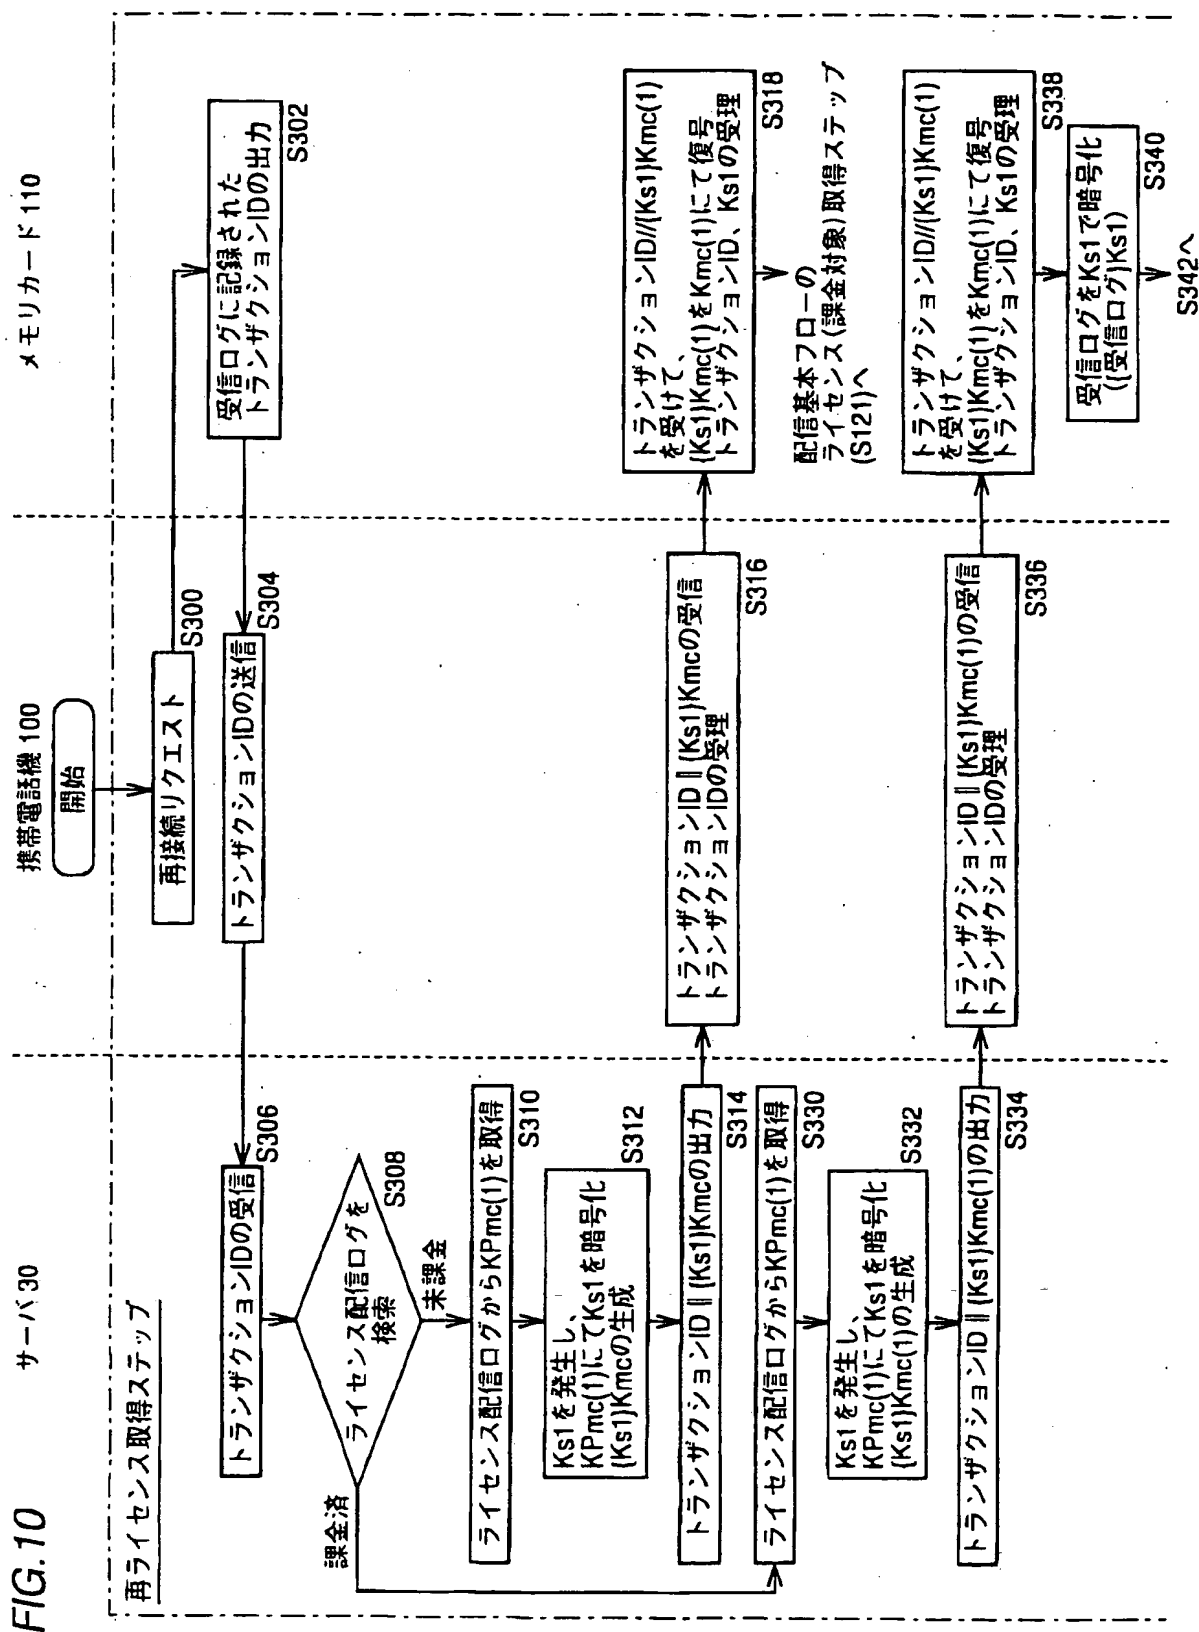 FIG.10
サーバ30
携帯電話機 100
メモリカード 110
開始
再ライセンス取得ステップ
再接続リクエスト
S300
受信ログに記録された
トランザクションIDの出力
S302
トランザクションIDの送信
S304
トランザクションIDの受信
S306
ライセンス配信ログを
検索
S308
課金済
未課金
ライセンス配信ログからKPmc(1)を取得
S310
Ks1を発生し、
KPmc(1)にてKs1を暗号化
{Ks1}Kmcの生成
S312
トランザクションID || {Ks1}Kmcの出力
S314
トランザクションID || {Ks1}Kmcの受信
トランザクションIDの受理
S316
トランザクションID//{Ks1}Kmc(1)
を受けて、
{Ks1}Kmc(1)をKmc(1)にて復号
トランザクションID、Ks1の受理
S318
配信基本フローの
ライセンス(課金対象)取得ステップ
(S121)へ
ライセンス配信ログからKPmc(1)を取得
S330
Ks1を発生し、
KPmc(1)にてKs1を暗号化
{Ks1}Kmc(1)の生成
S332
トランザクションID || {Ks1}Kmc(1)の出力
S334
トランザクションID || {Ks1}Kmc(1)の受信
トランザクションIDの受理
S336
トランザクションID//{Ks1}Kmc(1)
を受けて、
{Ks1}Kmc(1)をKmc(1)にて復号
トランザクションID、Ks1の受理
S338
受信ログをKs1で暗号化
({受信ログ}Ks1)
S340
S342へ